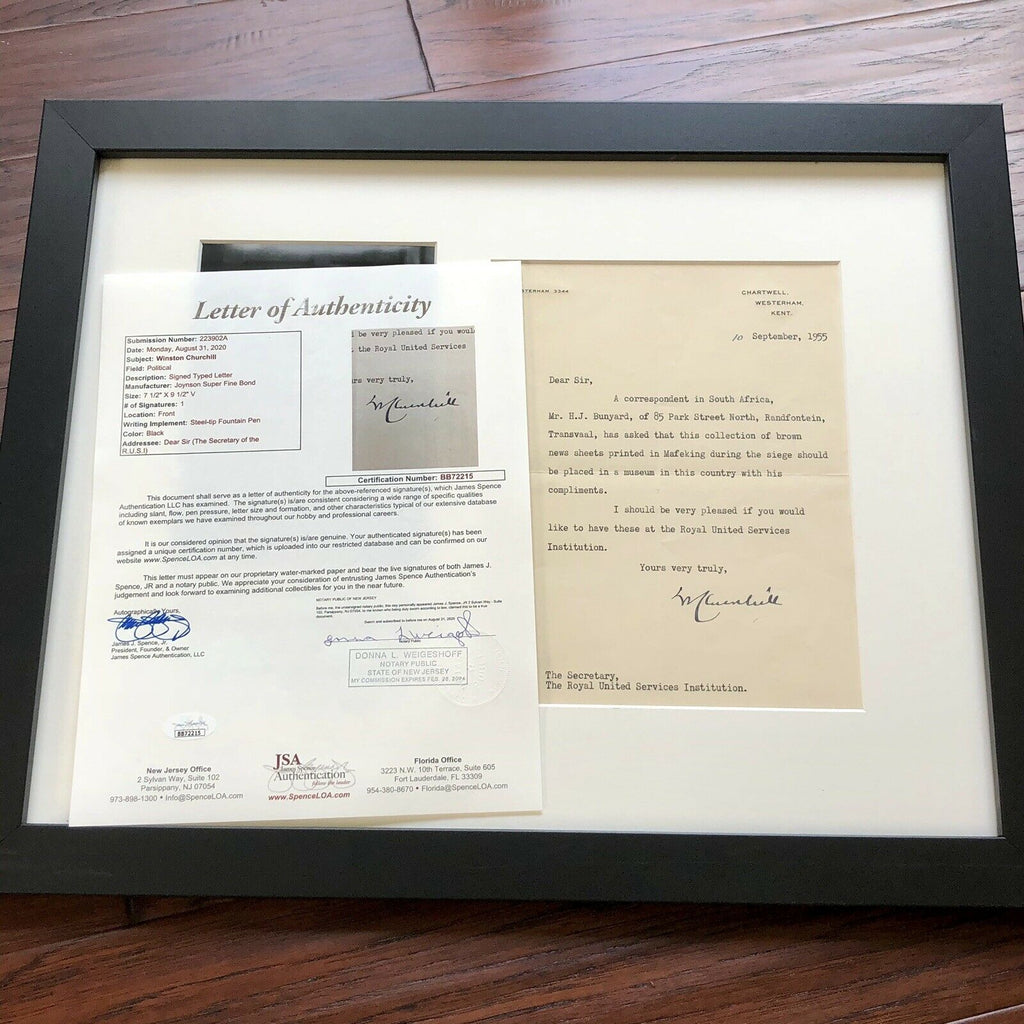 Letter of Authenticity
Submission Number: 223902A
Date: Monday, August 31, 2020
Subject: Winston Churchill
Field: Political
Description: Signed Typed Letter
Manufacturer: Joynson Super Fine Bond
Size: 7 1/2" X 9 1/2" V
# of Signatures: 1
Location: Front
Writing Implement: Steel-tip Fountain Pen
Color: Black
Addressee: Dear Sir (The Secretary of the
R.U.S.I)
be very pleased if you woul
the Royal United Services
urs very truly,
Certification Number: BB72215
This document shall serve as a letter of authenticity for the above-referenced signature(s), which James Spence
Authentication LLC has examined. The signature(s) is/are consistent considering a wide range of specific qualities
including slant, flow, pen pressure, letter size and formation, and other characteristics typical of our extensive database
of known exemplars we have examined throughout our hobby and professional careers.
It is our considered opinion that the signature(s) is/are genuine. Your authenticated signature(s) has been
assigned a unique certification number, which is uploaded into our restricted database and can be confirmed on our
website www.SpenceLOA.com at any time.
This letter must appear on our proprietary water-marked paper and bear the live signatures of both James J.
Spence, JR and a notary public. We appreciate your consideration of entrusting James Spence Authentication's
judgement and look forward to examining additional collectibles for you in the near future.
Autographically Yours,
James J. Spence, Jr.
President, Founder, & Owner
James Spence Authentication, LLC
NOTARY PUBLIC OF NEW JERSEY
Sworn and subscribed to before me on August 31, 2020
DONNA L. WEIGESHOFF
NOTARY PUBLIC
STATE OF NEW JERSEY
MY COMMISSION EXPIRES FEB. 20, 2024
BB72215
New Jersey Office
2 Sylvan Way, Suite 102
Parsippany, NJ 07054
973-898-1300 • Info@SpenceLOA.com
JSA
James Spence
Authentication
follow the leader
www.SpenceLOA.com
Florida Office
3223 N.W. 10th Terrace, Suite 605
Fort Lauderdale, FL 33309
954-380-8670 • Florida@SpenceLOA.com
STERHAM 3344
CHARTWELL,
WESTERHAM,
KENT.
10 September, 1955
Dear Sir,
A correspondent in South Africa,
Mr. H.J. Bunyard, of 85 Park Street North, Randfontein,
Transvaal, has asked that this collection of brown
news sheets printed in Mafeking during the siege should
be placed in a museum in this country with his
compliments.
I should be very pleased if you would
like to have these at the Royal United Services
Institution.
Yours very truly,
The Secretary,
The Royal United Services Institution.